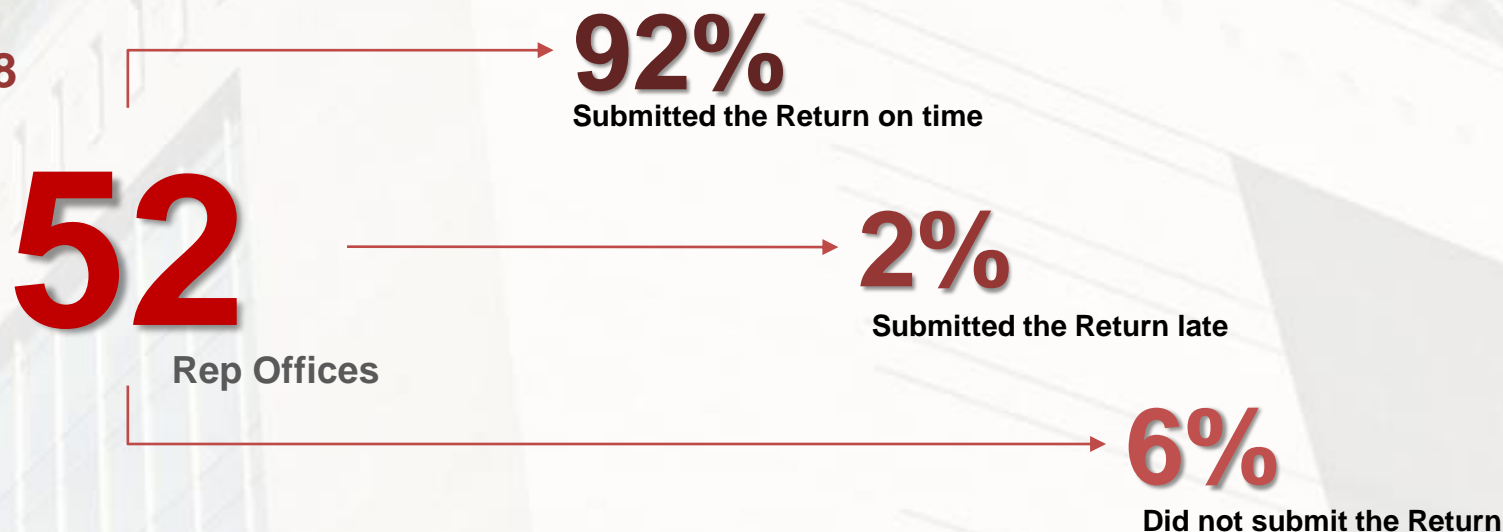 8
92%
Submitted the Return on time
52
Rep Offices
2%
Submitted the Return late
6%
Did not submit the Return